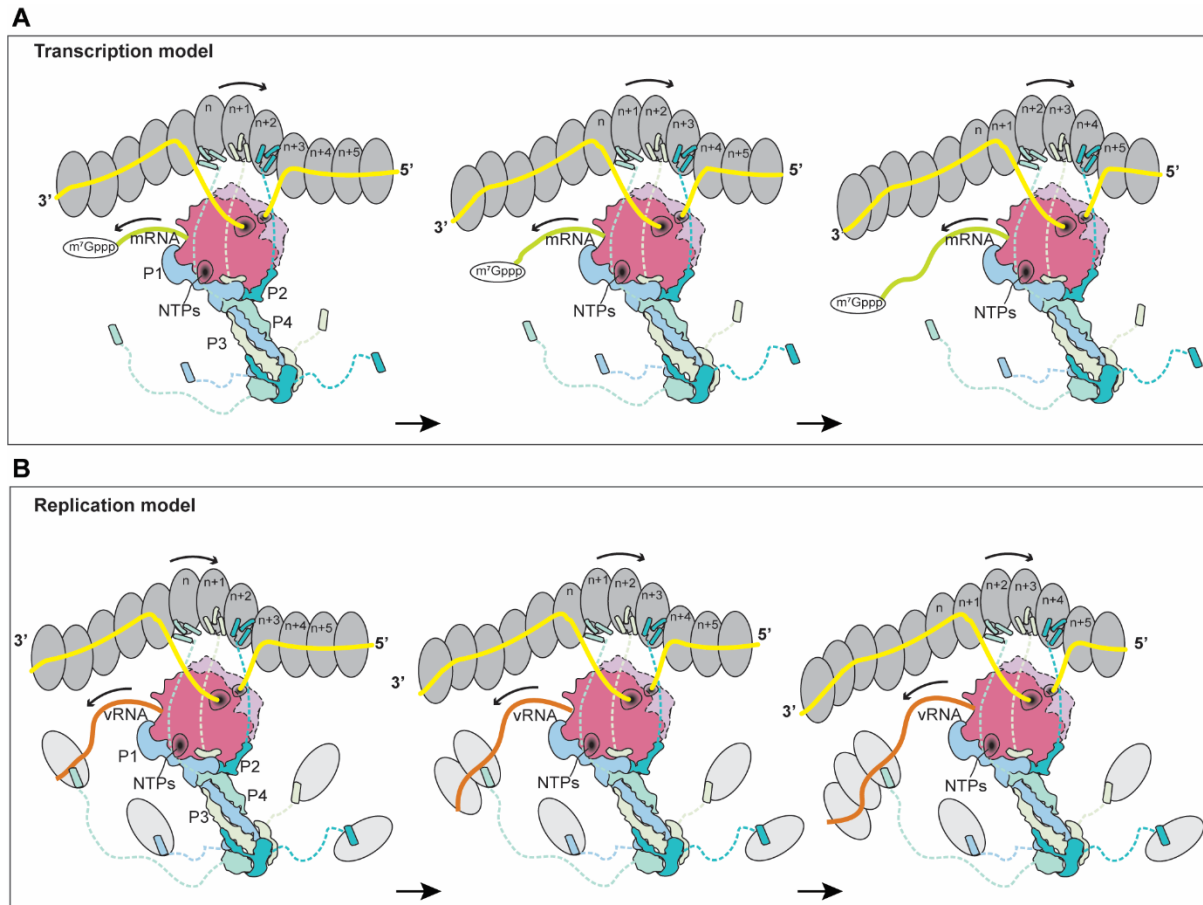 A
Transcription model
n n+1 n+2 n+3 n+4 n+5
3' 5'
mRNA
m⁷Gppp
P1
NTPs
P2
P4
P3
n n+1 n+2 n+3 n+4 n+5
3' 5'
mRNA
m⁷Gppp
NTPs
n n+1 n+2 n+3 n+4 n+5
3' 5'
mRNA
m⁷Gppp
NTPs
B
Replication model
n n+1 n+2 n+3 n+4 n+5
3' 5'
vRNA
P1
NTPs
P2
P4
P3
n n+1 n+2 n+3 n+4 n+5
3' 5'
vRNA
NTPs
n n+1 n+2 n+3 n+4 n+5
3' 5'
vRNA
NTPs